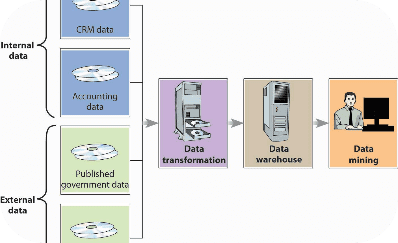 CRM data
Internal
data
Accounting
data
Data
transformation
Data
warehouse
Data
mining
Published
government data
External
data